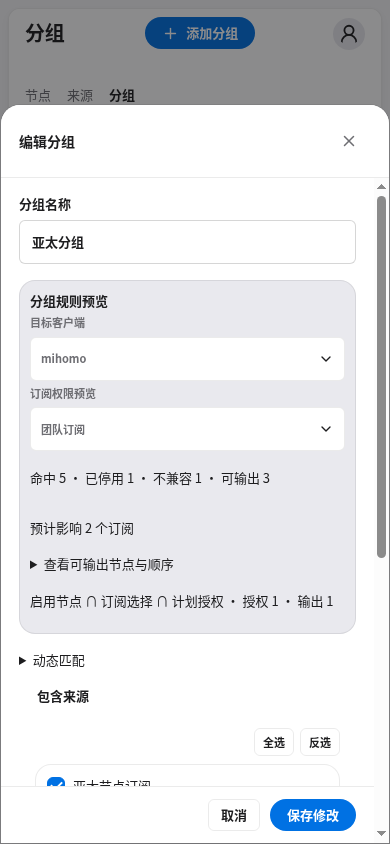 分组
添加分组
节点 来源 分组
编辑分组
分组名称
亚太分组
分组规则预览
目标客户端
mihomo
订阅权限预览
团队订阅
命中 5 · 已停用 1 · 不兼容 1 · 可输出 3
预计影响 2 个订阅
查看可输出节点与顺序
启用节点 ∩ 订阅选择 ∩ 计划授权 · 授权 1 · 输出 1
动态匹配
包含来源
全选 反选
亚太节点订阅
取消 保存修改